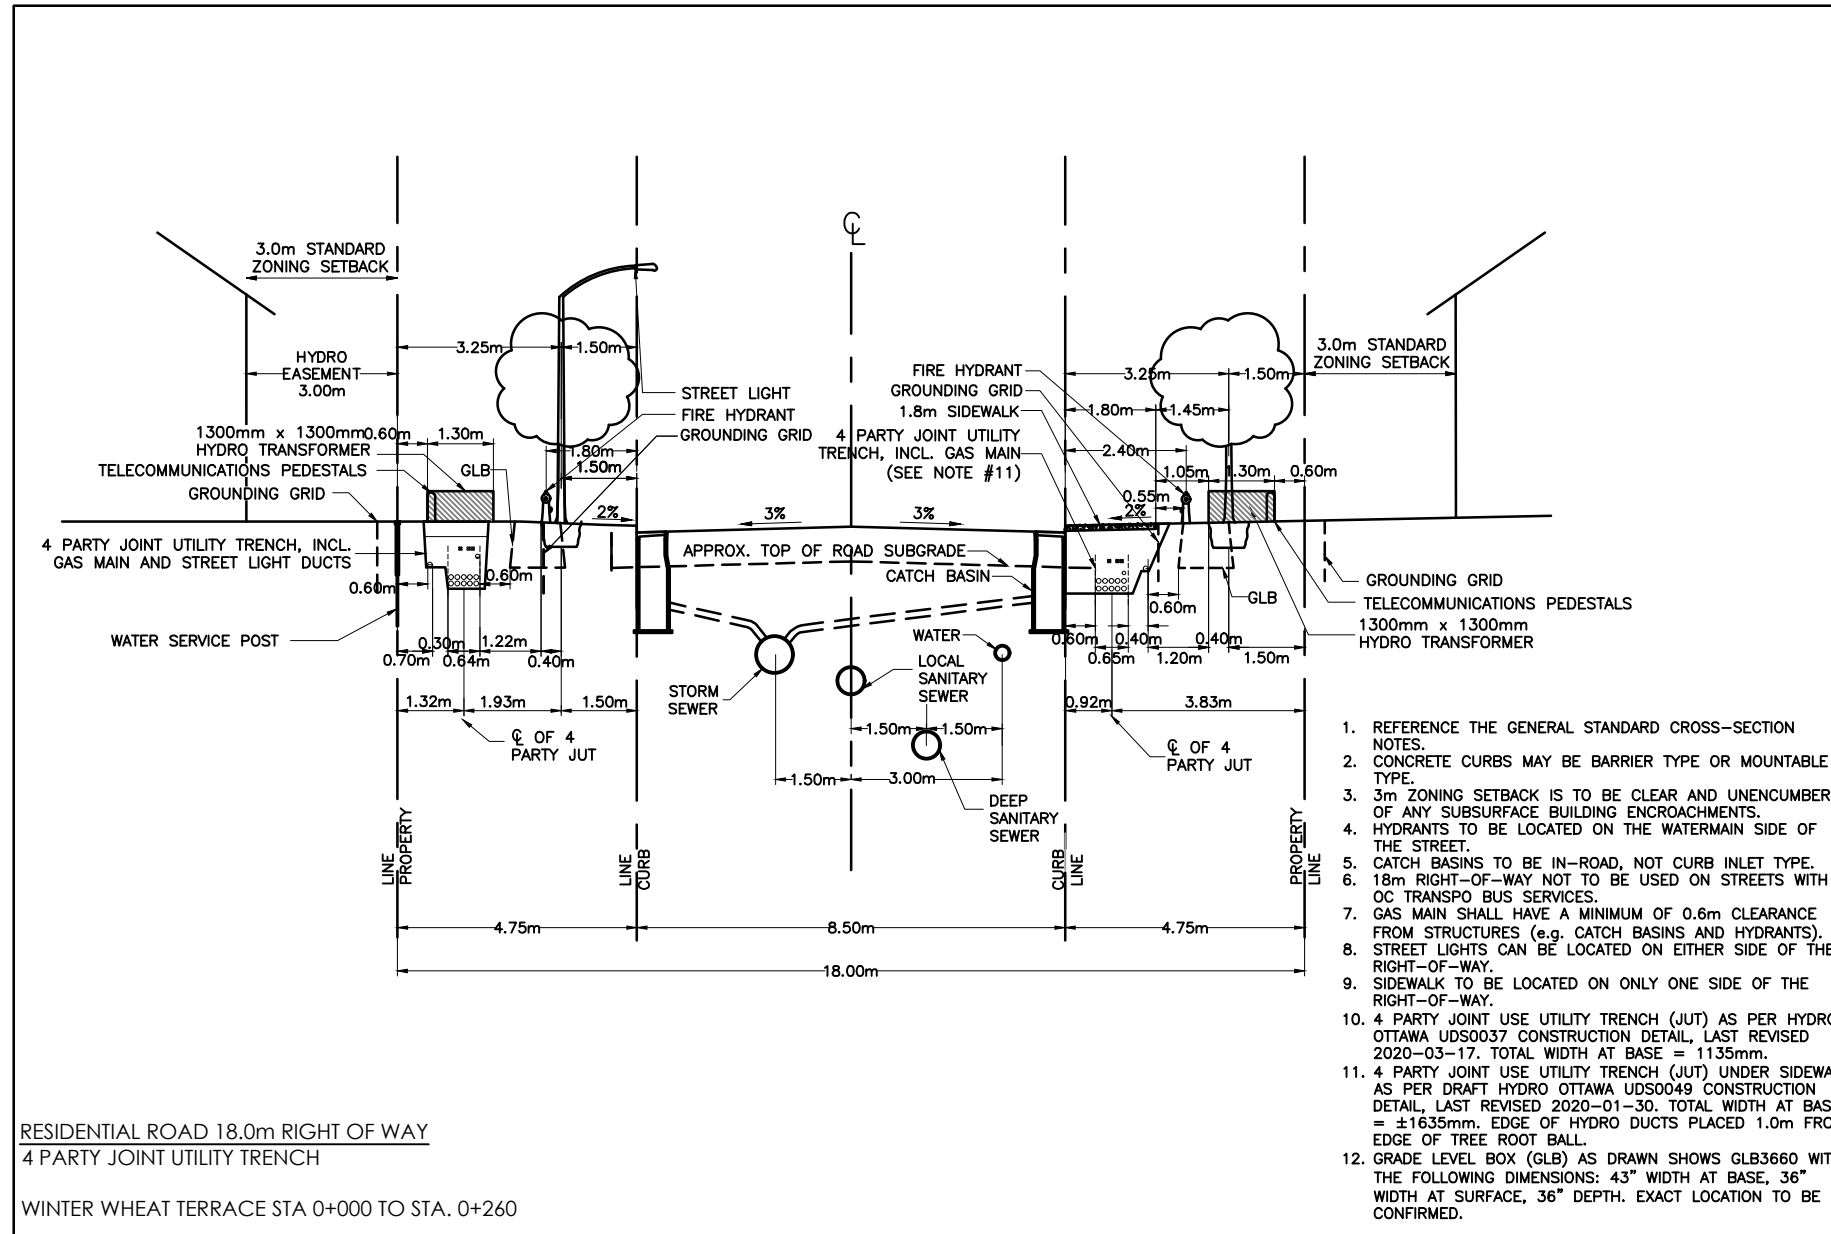 ℄
3.0m STANDARD
ZONING SETBACK
HYDRO
EASEMENT
3.00m
3.25m
1.50m
STREET LIGHT
FIRE HYDRANT
GROUNDING GRID
1300mm x 1300mm
HYDRO TRANSFORMER
0.60m
1.30m
1.80m
1.50m
TELECOMMUNICATIONS PEDESTALS
GLB
GROUNDING GRID
2%
3%
3%
4 PARTY JOINT UTILITY TRENCH, INCL.
GAS MAIN AND STREET LIGHT DUCTS
0.60m
0.60m
WATER SERVICE POST
0.30m
1.22m
0.70m
0.64m
0.40m
1.32m
1.93m
1.50m
℄ OF 4
PARTY JUT
APPROX. TOP OF ROAD SUBGRADE
CATCH BASIN
WATER
LOCAL
SANITARY
SEWER
STORM
SEWER
1.50m
1.50m
1.50m
3.00m
DEEP
SANITARY
SEWER
FIRE HYDRANT
GROUNDING GRID
1.8m SIDEWALK
4 PARTY JOINT UTILITY
TRENCH, INCL. GAS MAIN
(SEE NOTE #11)
3.25m
1.50m
3.0m STANDARD
ZONING SETBACK
1.80m
1.45m
2.40m
1.05m
1.30m
0.60m
0.55m
2%
GROUNDING GRID
TELECOMMUNICATIONS PEDESTALS
1300mm x 1300mm
HYDRO TRANSFORMER
GLB
0.60m
0.60m
0.40m
0.40m
0.65m
1.20m
1.50m
0.92m
3.83m
℄ OF 4
PARTY JUT
PROPERTY
LINE
CURB
LINE
CURB
LINE
PROPERTY
LINE
4.75m
8.50m
4.75m
18.00m
1. REFERENCE THE GENERAL STANDARD CROSS-SECTION
NOTES.
2. CONCRETE CURBS MAY BE BARRIER TYPE OR MOUNTABLE
TYPE.
3. 3m ZONING SETBACK IS TO BE CLEAR AND UNENCUMBER
OF ANY SUBSURFACE BUILDING ENCROACHMENTS.
4. HYDRANTS TO BE LOCATED ON THE WATERMAIN SIDE OF
THE STREET.
5. CATCH BASINS TO BE IN-ROAD, NOT CURB INLET TYPE.
6. 18m RIGHT-OF-WAY NOT TO BE USED ON STREETS WITH
OC TRANSPO BUS SERVICES.
7. GAS MAIN SHALL HAVE A MINIMUM OF 0.6m CLEARANCE
FROM STRUCTURES (e.g. CATCH BASINS AND HYDRANTS).
8. STREET LIGHTS CAN BE LOCATED ON EITHER SIDE OF THE
RIGHT-OF-WAY.
9. SIDEWALK TO BE LOCATED ON ONLY ONE SIDE OF THE
RIGHT-OF-WAY.
10. 4 PARTY JOINT USE UTILITY TRENCH (JUT) AS PER HYDRO
OTTAWA UDS0037 CONSTRUCTION DETAIL, LAST REVISED
2020-03-17. TOTAL WIDTH AT BASE = 1135mm.
11. 4 PARTY JOINT USE UTILITY TRENCH (JUT) UNDER SIDEWA
AS PER DRAFT HYDRO OTTAWA UDS0049 CONSTRUCTION
DETAIL, LAST REVISED 2020-01-30. TOTAL WIDTH AT BAS
= ±1635mm. EDGE OF HYDRO DUCTS PLACED 1.0m FRO
EDGE OF TREE ROOT BALL.
12. GRADE LEVEL BOX (GLB) AS DRAWN SHOWS GLB3660 WIT
THE FOLLOWING DIMENSIONS: 43" WIDTH AT BASE, 36"
WIDTH AT SURFACE, 36" DEPTH. EXACT LOCATION TO BE
CONFIRMED.
RESIDENTIAL ROAD 18.0m RIGHT OF WAY
4 PARTY JOINT UTILITY TRENCH
WINTER WHEAT TERRACE STA 0+000 TO STA. 0+260